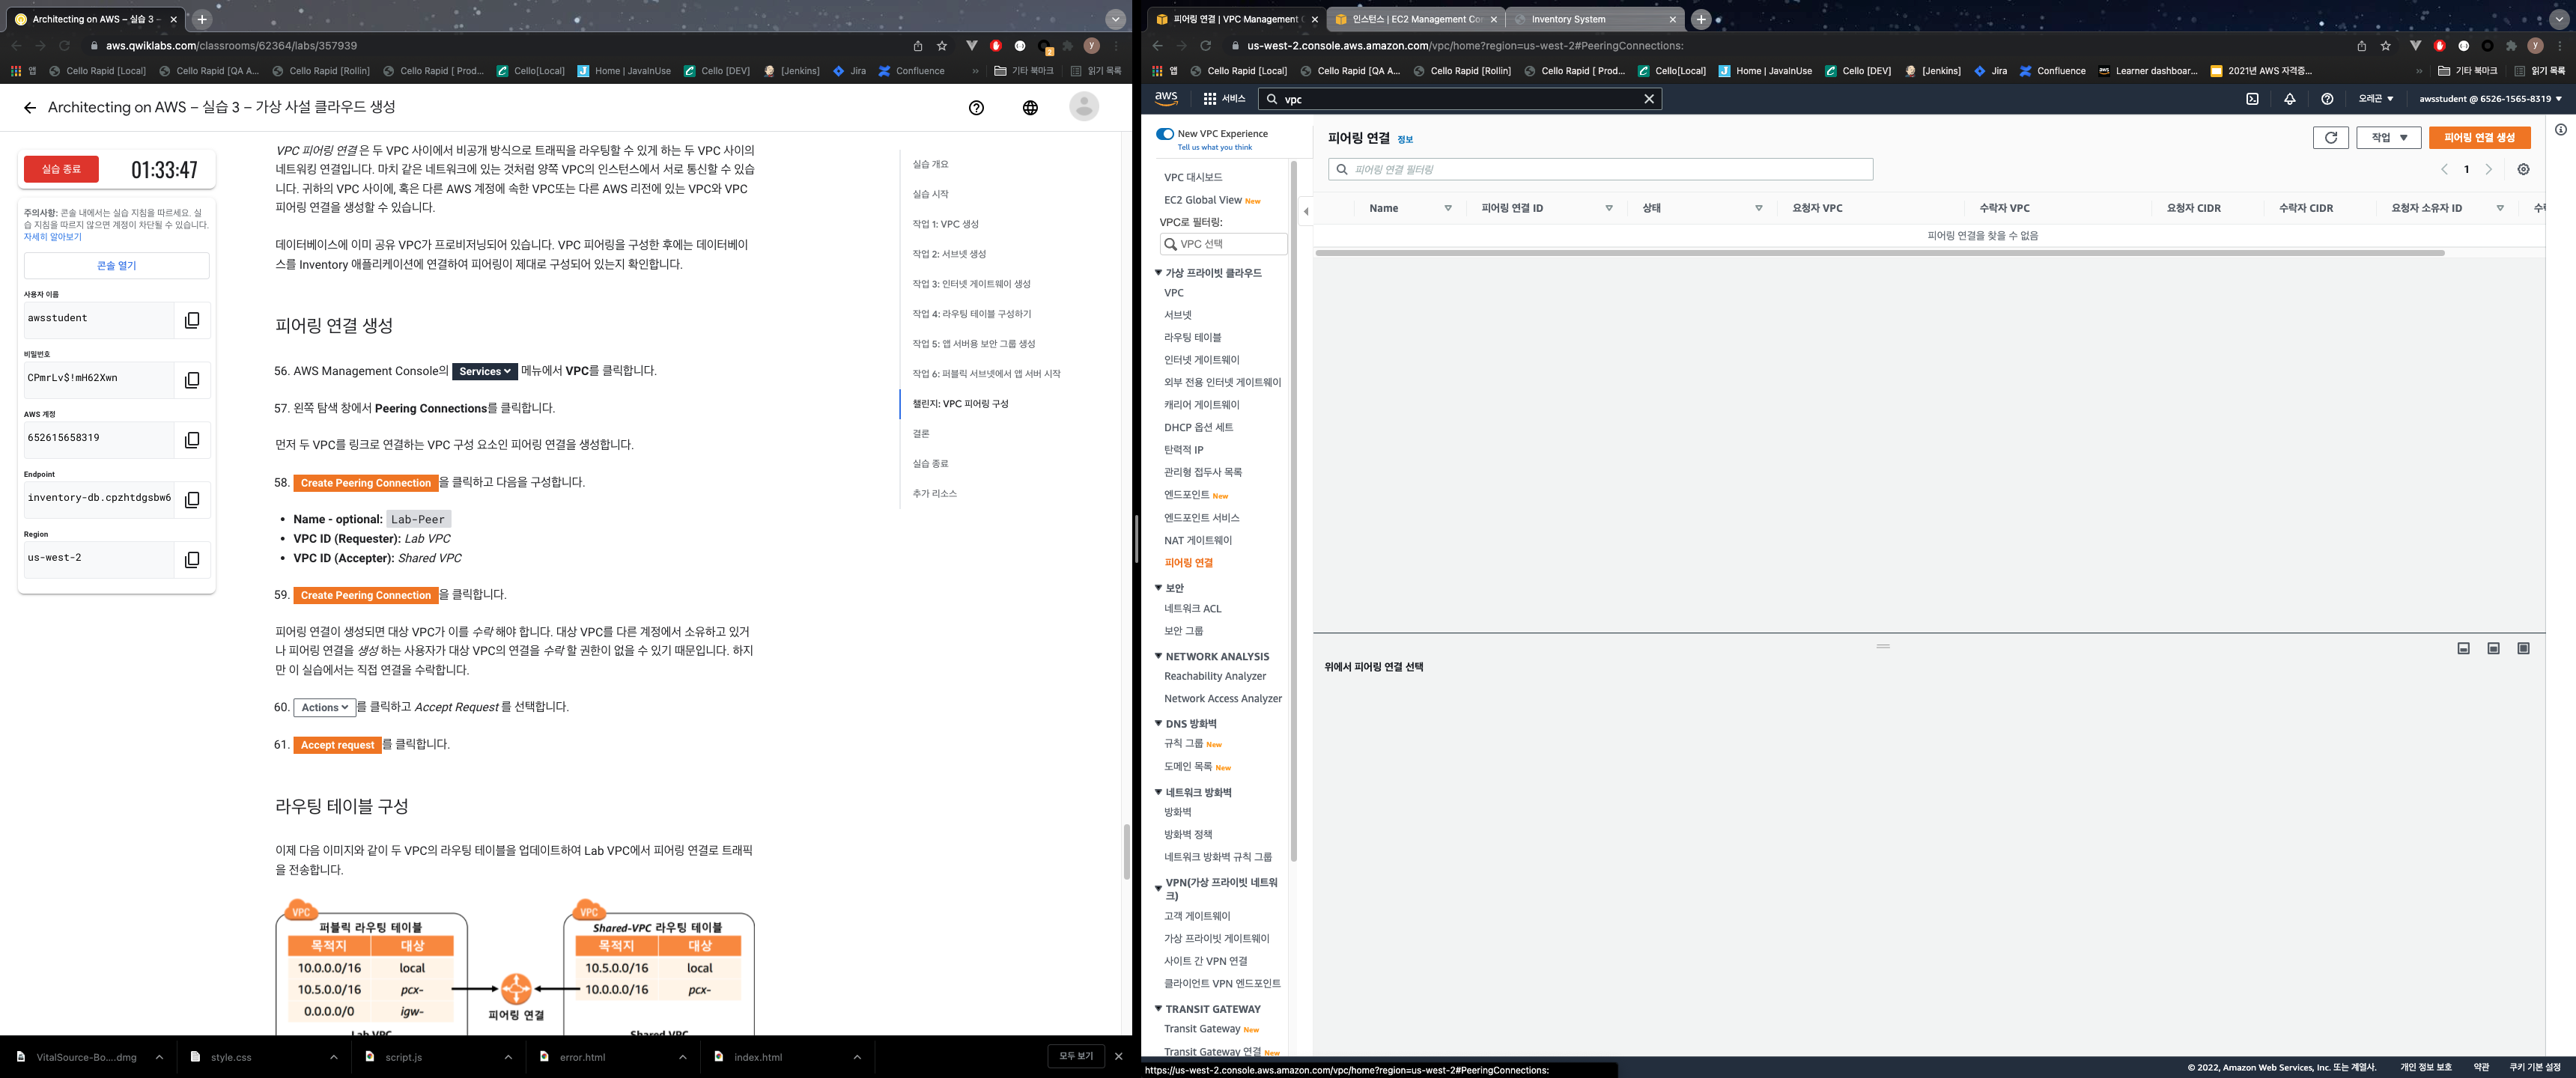 Architecting on AWS – 실습 3 –
aws.qwiklabs.com/classrooms/62364/labs/357939
앱
Cello Rapid [Local]
Cello Rapid [QA A...
Cello Rapid [Rollin]
Cello Rapid [ Prod...
Cello[Local]
Home | JavaInUse
Cello [DEV]
[Jenkins]
Jira
Confluence
»
기타 북마크
읽기 목록
Architecting on AWS – 실습 3 – 가상 사설 클라우드 생성
실습 종료
01:33:47
주의사항: 콘솔 내에서는 실습 지침을 따르세요. 실
습 지침을 따르지 않으면 계정이 차단될 수 있습니다.
자세히 알아보기
콘솔 열기
사용자 이름
awsstudent
비밀번호
CPmrLv$!mH62Xwn
AWS 계정
652615658319
Endpoint
inventory-db.cpzhtdgsbw6
Region
us-west-2
VPC 피어링 연결 은 두 VPC 사이에서 비공개 방식으로 트래픽을 라우팅할 수 있게 하는 두 VPC 사이의
네트워킹 연결입니다. 마치 같은 네트워크에 있는 것처럼 양쪽 VPC의 인스턴스에서 서로 통신할 수 있습
니다. 귀하의 VPC 사이에, 혹은 다른 AWS 계정에 속한 VPC또는 다른 AWS 리전에 있는 VPC와 VPC
피어링 연결을 생성할 수 있습니다.
데이터베이스에 이미 공유 VPC가 프로비저닝되어 있습니다. VPC 피어링을 구성한 후에는 데이터베이
스를 Inventory 애플리케이션에 연결하여 피어링이 제대로 구성되어 있는지 확인합니다.
피어링 연결 생성
56. AWS Management Console의 Services 메뉴에서 VPC를 클릭합니다.
57. 왼쪽 탐색 창에서 Peering Connections를 클릭합니다.
먼저 두 VPC를 링크로 연결하는 VPC 구성 요소인 피어링 연결을 생성합니다.
58. Create Peering Connection을 클릭하고 다음을 구성합니다.
• Name - optional: Lab-Peer
• VPC ID (Requester): Lab VPC
• VPC ID (Accepter): Shared VPC
59. Create Peering Connection을 클릭합니다.
피어링 연결이 생성되면 대상 VPC가 이를 수락 해야 합니다. 대상 VPC를 다른 계정에서 소유하고 있거
나 피어링 연결을 생성 하는 사용자가 대상 VPC의 연결을 수락 할 권한이 없을 수 있기 때문입니다. 하지
만 이 실습에서는 직접 연결을 수락합니다.
60. Actions 를 클릭하고 Accept Request 를 선택합니다.
61. Accept request 를 클릭합니다.
라우팅 테이블 구성
이제 다음 이미지와 같이 두 VPC의 라우팅 테이블을 업데이트하여 Lab VPC에서 피어링 연결로 트래픽
을 전송합니다.
VPC
퍼블릭 라우팅 테이블
목적지 대상
10.0.0.0/16 local
10.5.0.0/16 pcx-
0.0.0.0/0 igw-
Lab VPC
피어링 연결
VPC
Shared-VPC 라우팅 테이블
목적지 대상
10.5.0.0/16 local
10.0.0.0/16 pcx-
Shared VPC
실습 개요
실습 시작
작업 1: VPC 생성
작업 2: 서브넷 생성
작업 3: 인터넷 게이트웨이 생성
작업 4: 라우팅 테이블 구성하기
작업 5: 앱 서버용 보안 그룹 생성
작업 6: 퍼블릭 서브넷에서 앱 서버 시작
챌린지: VPC 피어링 구성
결론
실습 종료
추가 리소스
VitalSource-Bo....dmg
style.css
script.js
error.html
index.html
모두 보기
피어링 연결 | VPC Management C
인스턴스 | EC2 Management Con
Inventory System
us-west-2.console.aws.amazon.com/vpc/home?region=us-west-2#PeeringConnections:
앱
Cello Rapid [Local]
Cello Rapid [QA A...
Cello Rapid [Rollin]
Cello Rapid [ Prod...
Cello[Local]
Home | JavaInUse
Cello [DEV]
[Jenkins]
Jira
Confluence
Learner dashboar...
2021년 AWS 자격증...
»
기타 북마크
읽기 목록
aws
서비스
vpc
오레곤
awsstudent @ 6526-1565-8319
New VPC Experience
Tell us what you think
VPC 대시보드
EC2 Global View New
VPC로 필터링:
VPC 선택
가상 프라이빗 클라우드
VPC
서브넷
라우팅 테이블
인터넷 게이트웨이
외부 전용 인터넷 게이트웨이
캐리어 게이트웨이
DHCP 옵션 세트
탄력적 IP
관리형 접두사 목록
엔드포인트 New
엔드포인트 서비스
NAT 게이트웨이
피어링 연결
보안
네트워크 ACL
보안 그룹
NETWORK ANALYSIS
Reachability Analyzer
Network Access Analyzer
DNS 방화벽
규칙 그룹 New
도메인 목록 New
네트워크 방화벽
방화벽
방화벽 정책
네트워크 방화벽 규칙 그룹
VPN(가상 프라이빗 네트워
크)
고객 게이트웨이
가상 프라이빗 게이트웨이
사이트 간 VPN 연결
클라이언트 VPN 엔드포인트
TRANSIT GATEWAY
Transit Gateway New
Transit Gateway 연결 New
피어링 연결 정보
작업
피어링 연결 생성
피어링 연결 필터링
1
Name
피어링 연결 ID
상태
요청자 VPC
수락자 VPC
요청자 CIDR
수락자 CIDR
요청자 소유자 ID
피어링 연결을 찾을 수 없음
위에서 피어링 연결 선택
https://us-west-2.console.aws.amazon.com/vpc/home?region=us-west-2#PeeringConnections:
© 2022, Amazon Web Services, Inc. 또는 계열사.
개인 정보 보호
약관
쿠키 기본 설정